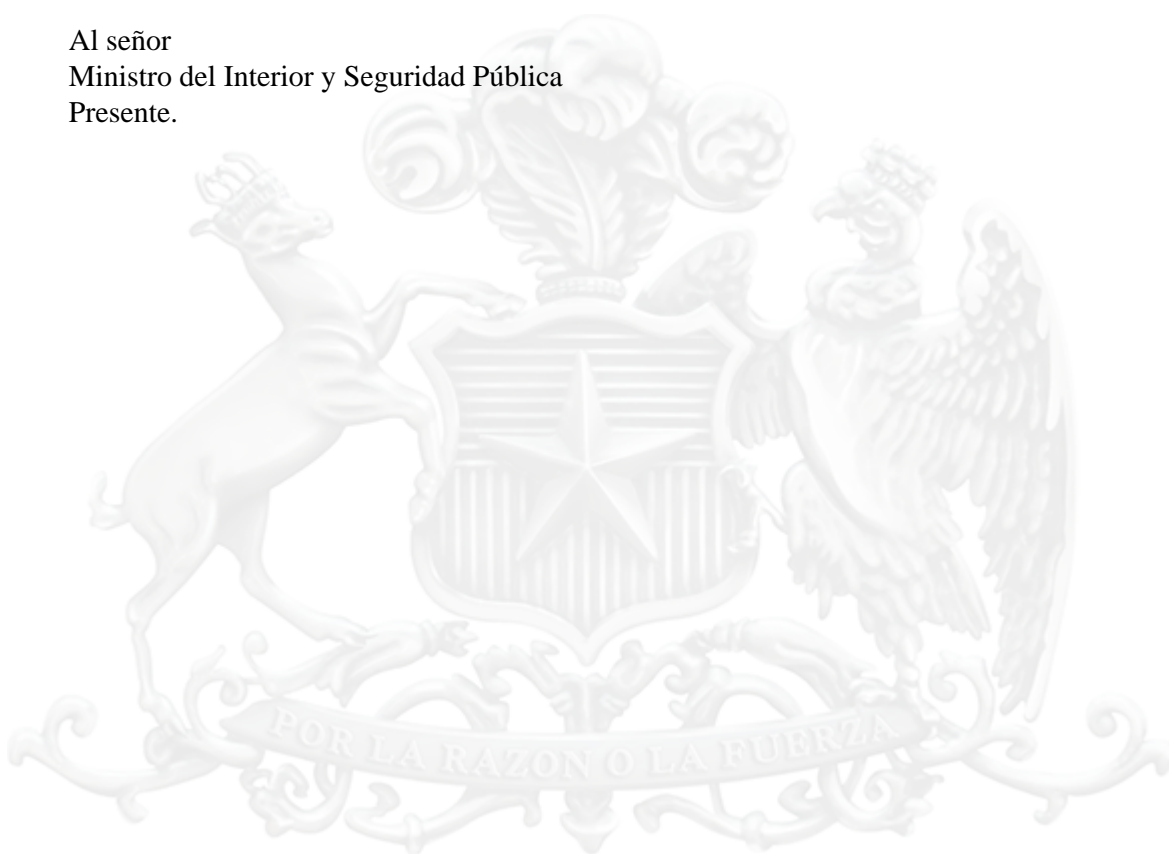 Al señor
Ministro del Interior y Seguridad Pública
Presente.
POR LA RAZON O LA FUERZA